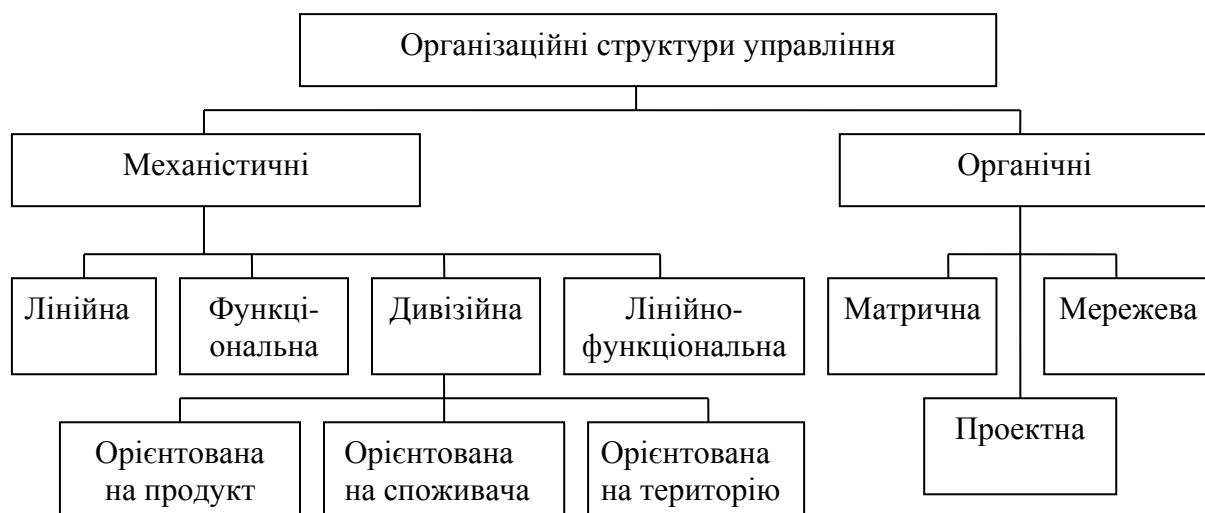 Організаційні структури управління
Механістичні
Органічні
Лінійна
Функці-
ональна
Дивізійна
Лінійно-
функціональна
Матрична
Мережева
Орієнтована
на продукт
Орієнтована
на споживача
Орієнтована
на територію
Проектна